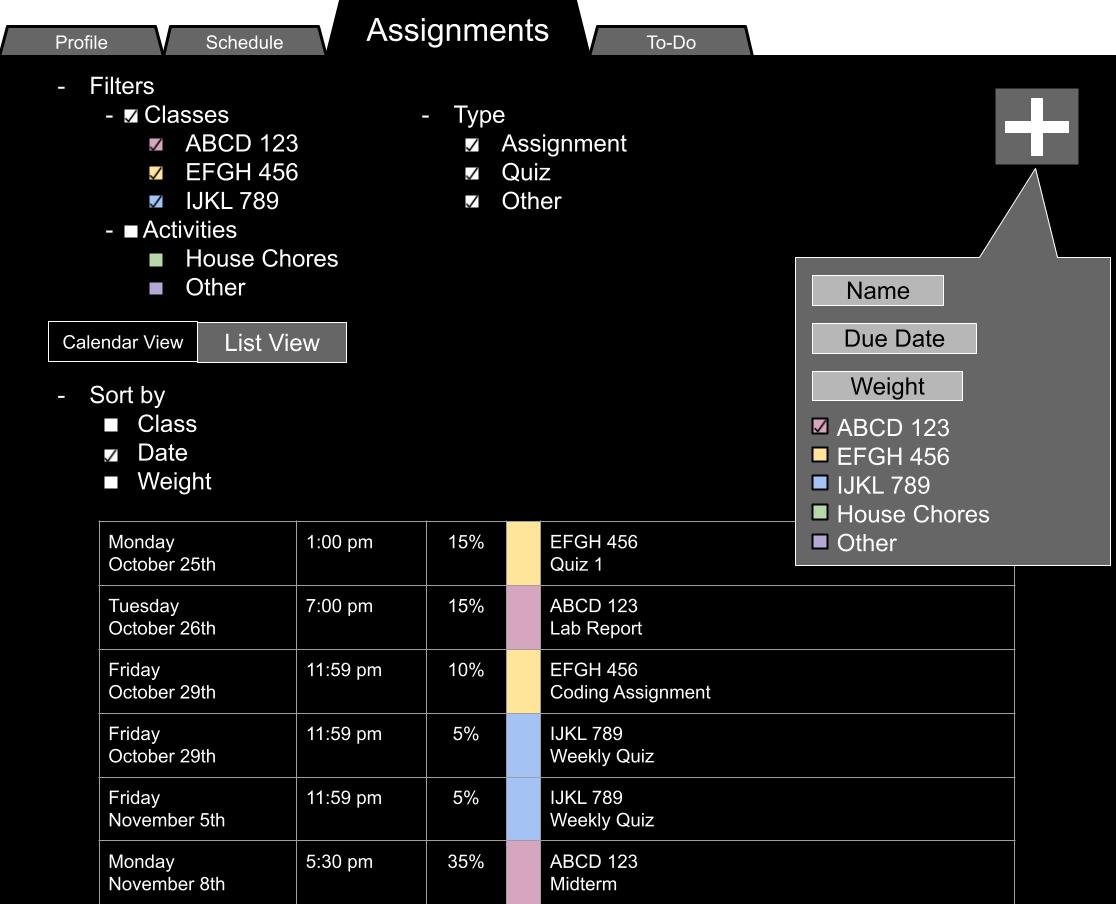 Profile
Schedule
Assignments
To-Do
- Filters
- Classes
ABCD 123
EFGH 456
IJKL 789
- Activities
House Chores
Other
- Type
Assignment
Quiz
Other
Calendar View
List View
- Sort by
Class
Date
Weight
Name
Due Date
Weight
ABCD 123
EFGH 456
IJKL 789
House Chores
Other
Monday
October 25th
1:00 pm
15%
EFGH 456
Quiz 1
Tuesday
October 26th
7:00 pm
15%
ABCD 123
Lab Report
Friday
October 29th
11:59 pm
10%
EFGH 456
Coding Assignment
Friday
October 29th
11:59 pm
5%
IJKL 789
Weekly Quiz
Friday
November 5th
11:59 pm
5%
IJKL 789
Weekly Quiz
Monday
November 8th
5:30 pm
35%
ABCD 123
Midterm